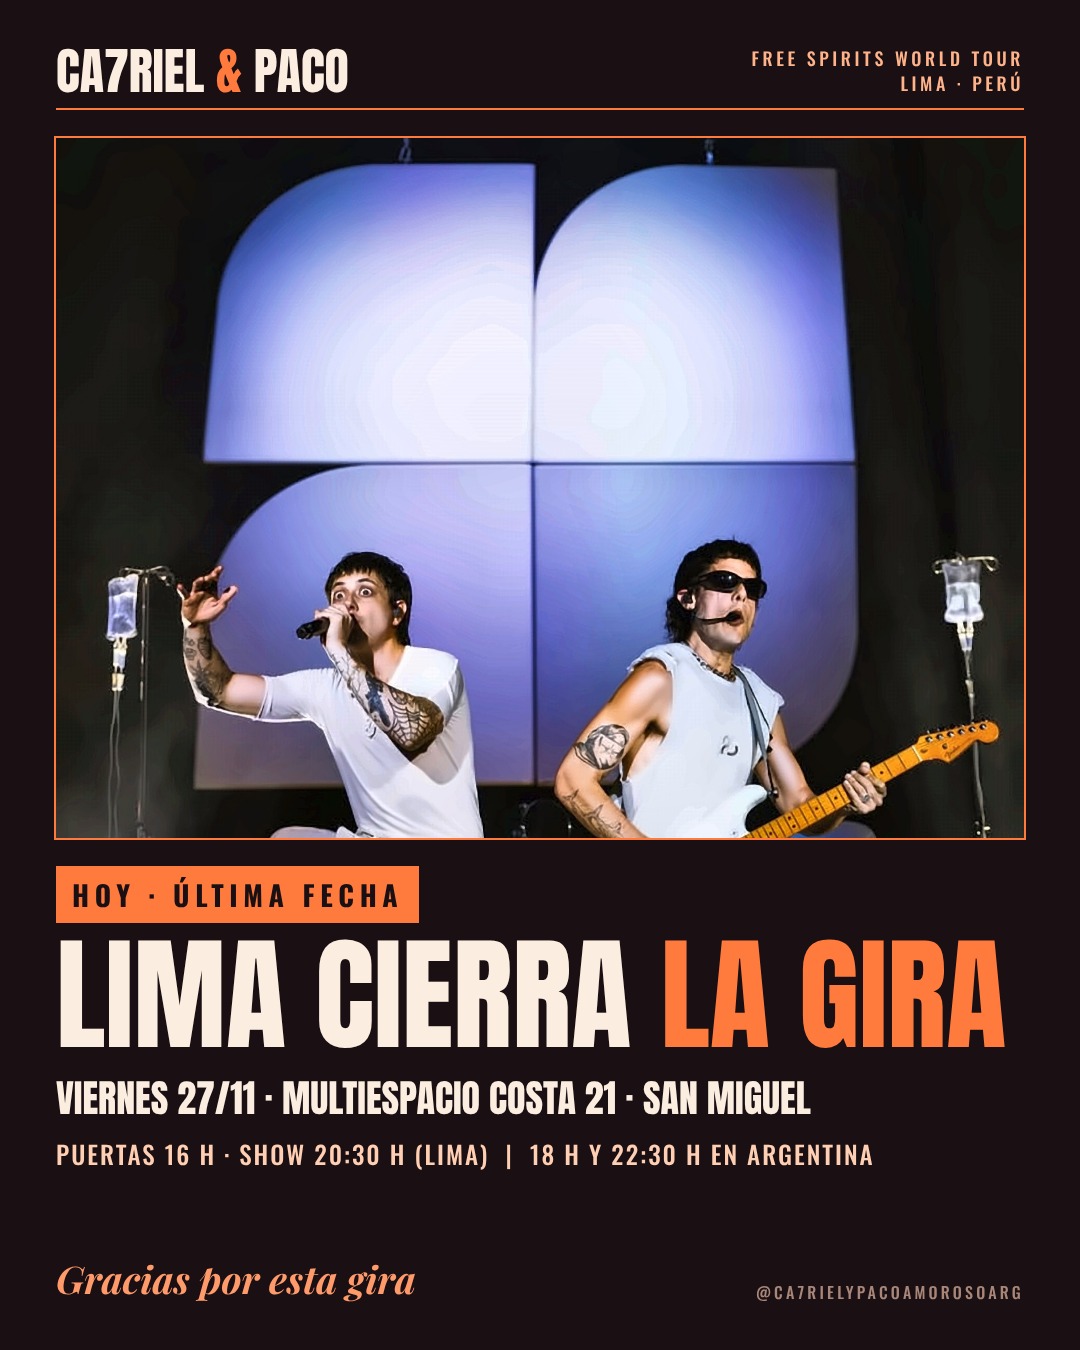 CA7RIEL & PACO
FREE SPIRITS WORLD TOUR
LIMA · PERÚ
HOY · ÚLTIMA FECHA
LIMA CIERRA LA GIRA
VIERNES 27/11 · MULTIESPACIO COSTA 21 · SAN MIGUEL
PUERTAS 16 H · SHOW 20:30 H (LIMA) | 18 H Y 22:30 H EN ARGENTINA
Gracias por esta gira
@CA7RIELYPACOAMOROSOARG